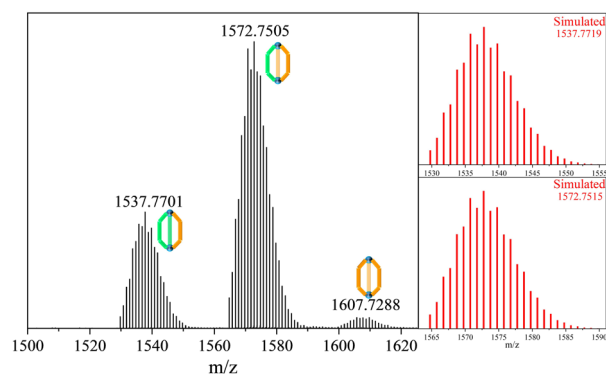 1572.7505
1537.7701
1607.7288
1500 1520 1540 1560 1580 1600 1620
m/z
Simulated
1537.7719
1530 1535 1540 1545 1550 1555
Simulated
1572.7515
1565 1570 1575 1580 1585 1590
m/z